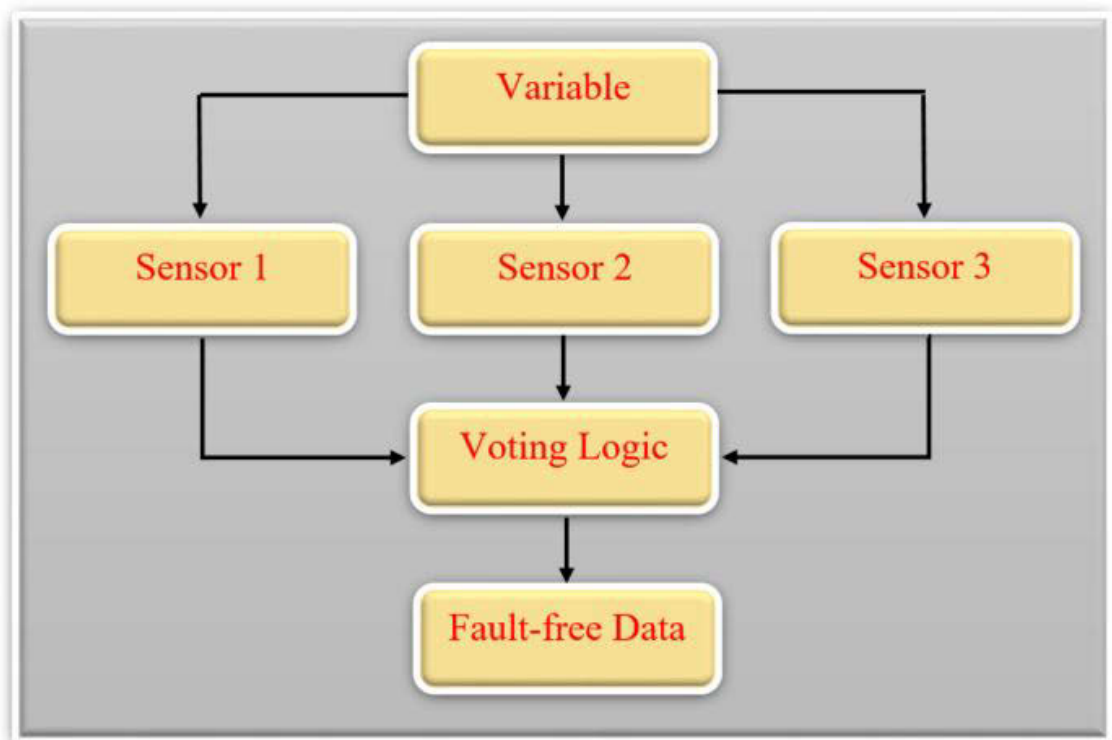 Variable
Sensor 1
Sensor 2
Sensor 3
Voting Logic
Fault-free Data